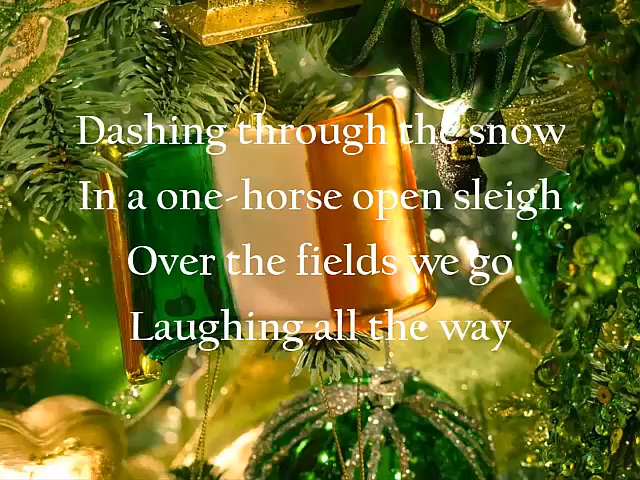 Dashing through the snow
In a one-horse open sleigh
Over the fields we go
Laughing all the way